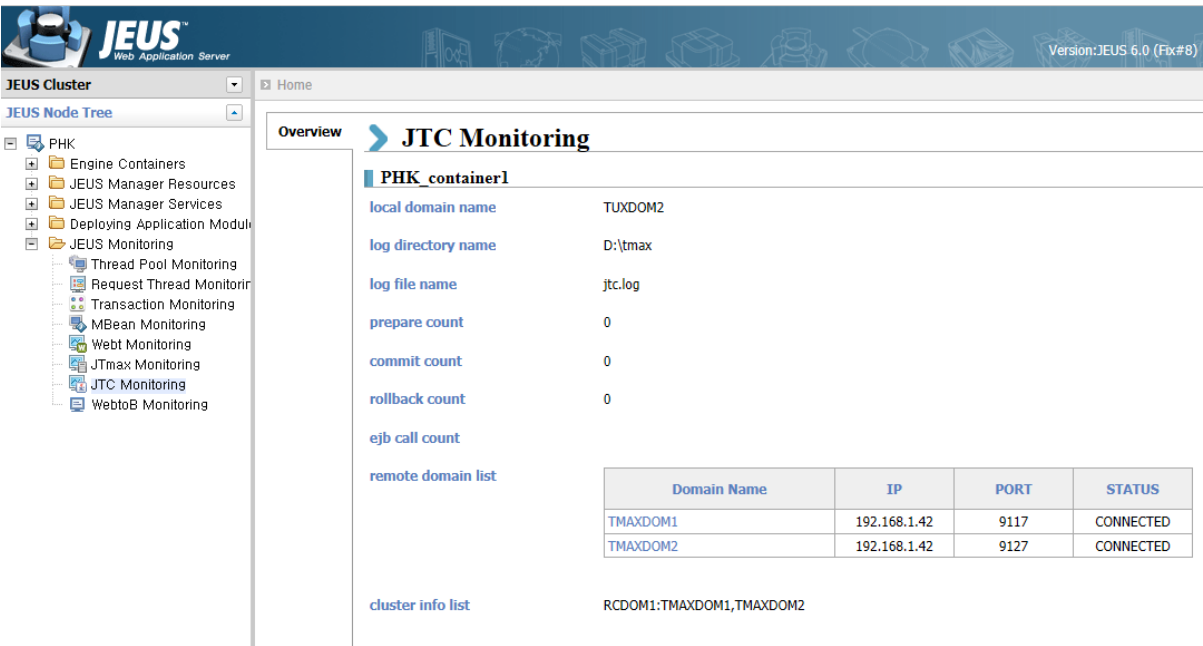 JEUS™
Web Application Server
Version:JEUS 6.0 (Fix#8)
JEUS Cluster
Home
JEUS Node Tree
PHK
Engine Containers
JEUS Manager Resources
JEUS Manager Services
Deploying Application Modul
JEUS Monitoring
Thread Pool Monitoring
Request Thread Monitorin
Transaction Monitoring
MBean Monitoring
Webt Monitoring
JTmax Monitoring
JTC Monitoring
WebtoB Monitoring
Overview
JTC Monitoring
PHK_container1
local domain name TUXDOM2
log directory name D:\tmax
log file name jtc.log
prepare count 0
commit count 0
rollback count 0
ejb call count
remote domain list
Domain Name IP PORT STATUS
TMAXDOM1 192.168.1.42 9117 CONNECTED
TMAXDOM2 192.168.1.42 9127 CONNECTED
cluster info list RCDOM1:TMAXDOM1,TMAXDOM2